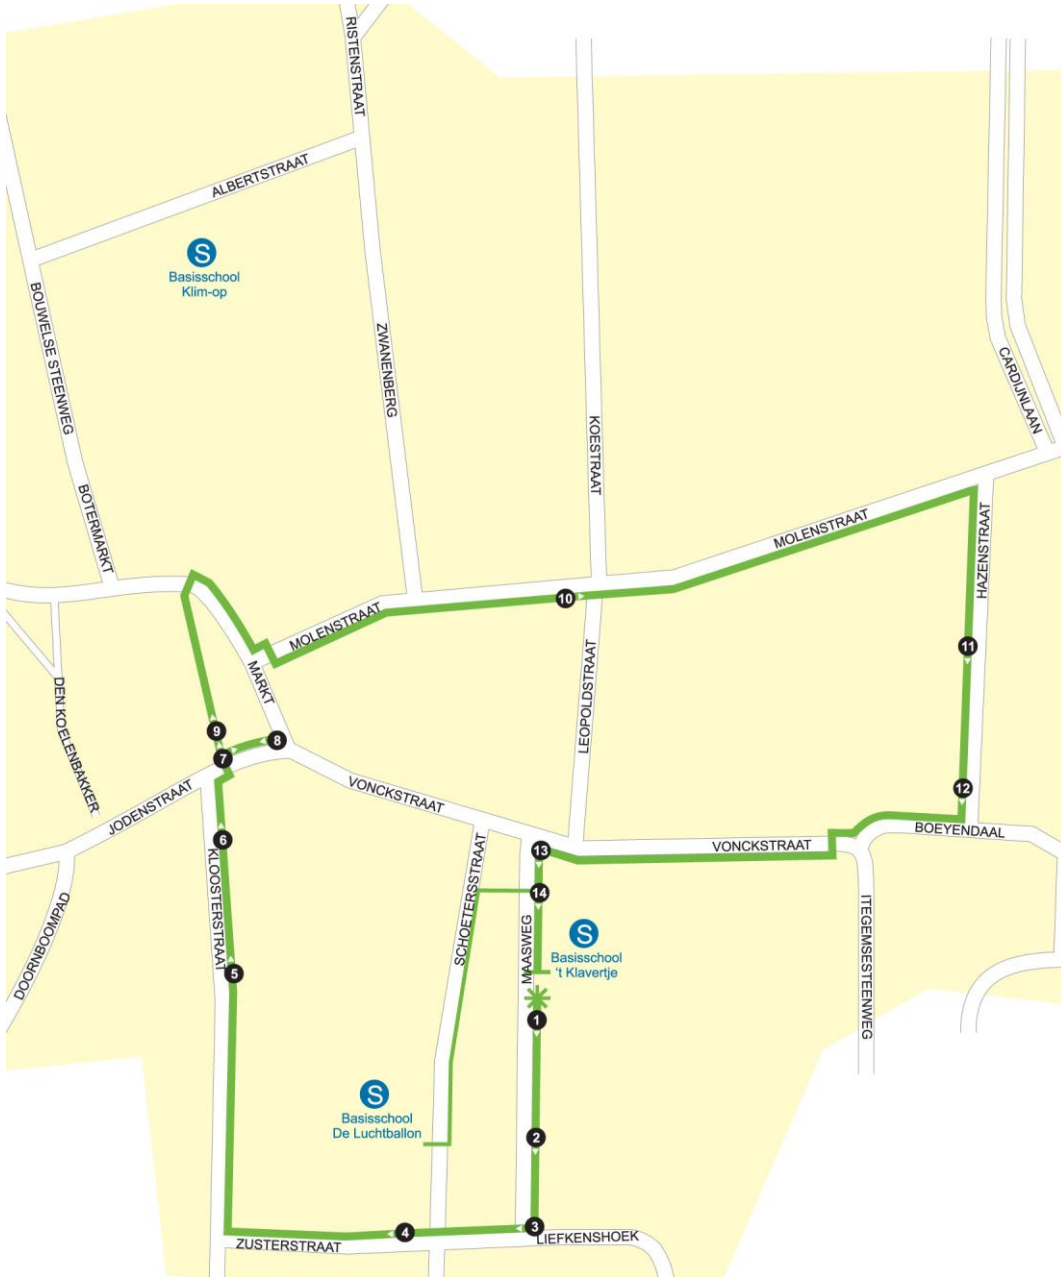 RISTENSTRAAT
ALBERTSTRAAT
S
Basisschool
Klim-op
BOUWELSE STEENWEG
ZWANENBERG
CARDIJNLAAN
KOESTRAAT
BOTERMARKT
MOLENSTRAAT
HAZENSTRAAT
10
MOLENSTRAAT
11
MARKT
LEOPOLDSTRAAT
DEN KOELENBAKKER
9
8
7
JODENSTRAAT
VONCKSTRAAT
12
6
BOEYENDAAL
VONCKSTRAAT
13
KLOOSTERSTRAAT
SCHOETERSSTRAAT
14
DOORNBOOMPAD
MAASWEG
S
Basisschool
't Klavertje
ITEGEMSESTEENWEG
5
1
S
Basisschool
De Luchtballon
2
3
4
LIEFKENSHOEK
ZUSTERSTRAAT